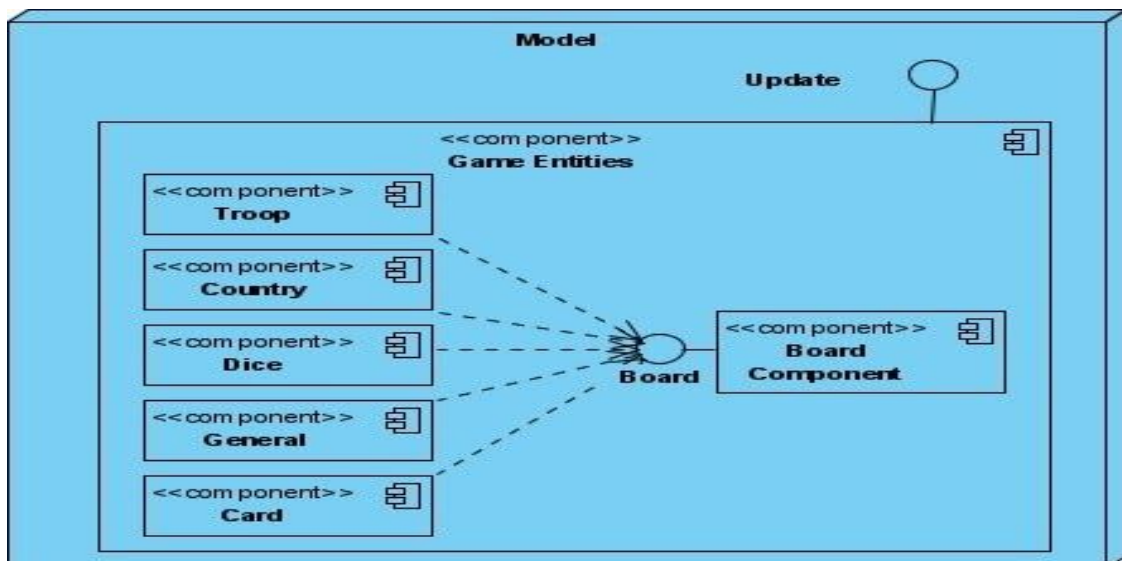 Model
Update
<<component>>
Game Entities
<<component>>
Troop
<<component>>
Country
<<component>>
Dice
<<component>>
General
<<component>>
Card
Board
<<component>>
Board
Component